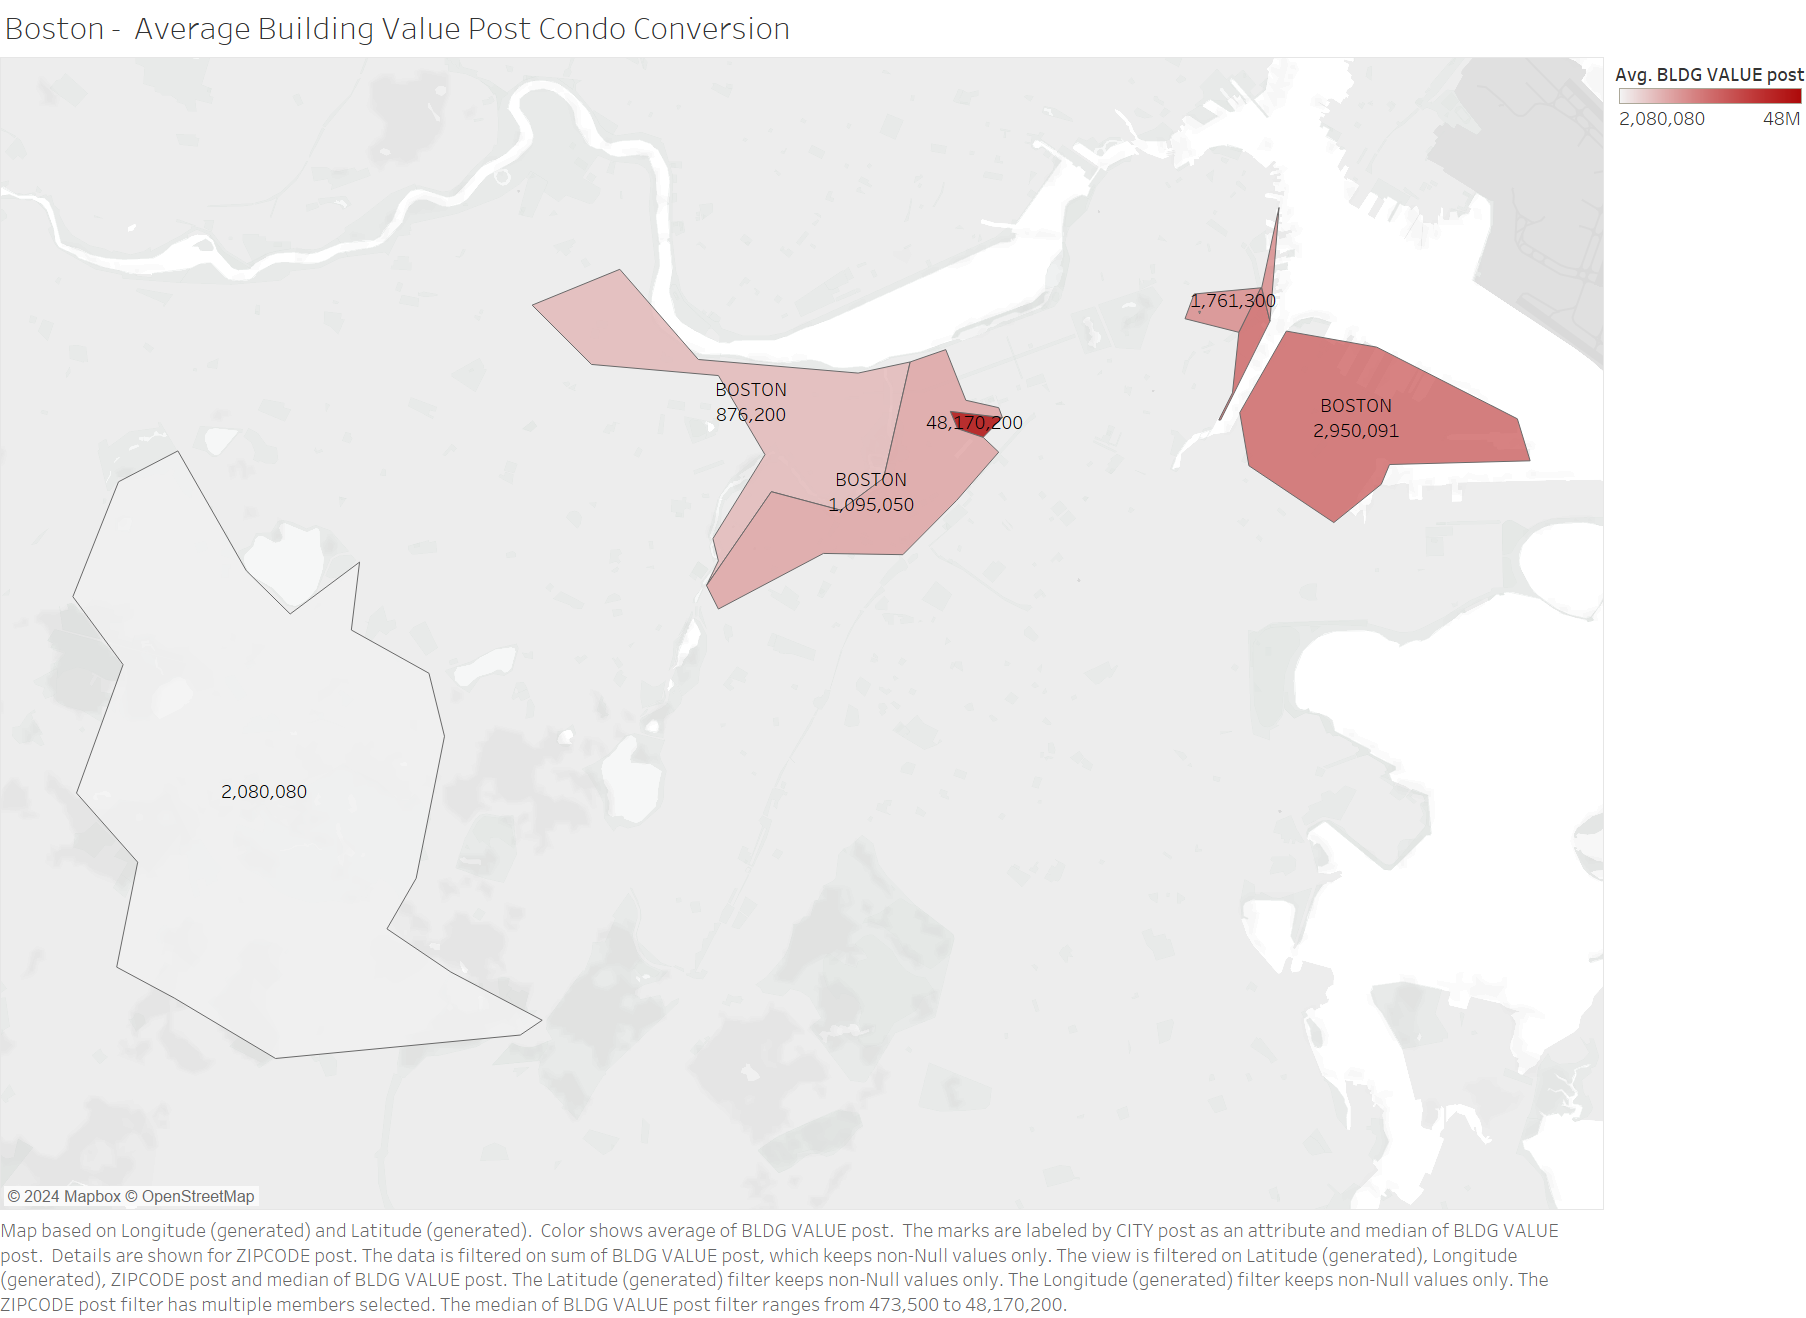 Boston -  Average Building Value Post Condo Conversion
Avg. BLDG VALUE post
2,080,080 48M
1,761,300
BOSTON
876,200
BOSTON
2,950,091
48,170,200
BOSTON
1,095,050
2,080,080
© 2024 Mapbox © OpenStreetMap
Map based on Longitude (generated) and Latitude (generated).  Color shows average of BLDG VALUE post.  The marks are labeled by CITY post as an attribute and median of BLDG VALUE
post.  Details are shown for ZIPCODE post. The data is filtered on sum of BLDG VALUE post, which keeps non-Null values only. The view is filtered on Latitude (generated), Longitude
(generated), ZIPCODE post and median of BLDG VALUE post. The Latitude (generated) filter keeps non-Null values only. The Longitude (generated) filter keeps non-Null values only. The
ZIPCODE post filter has multiple members selected. The median of BLDG VALUE post filter ranges from 473,500 to 48,170,200.